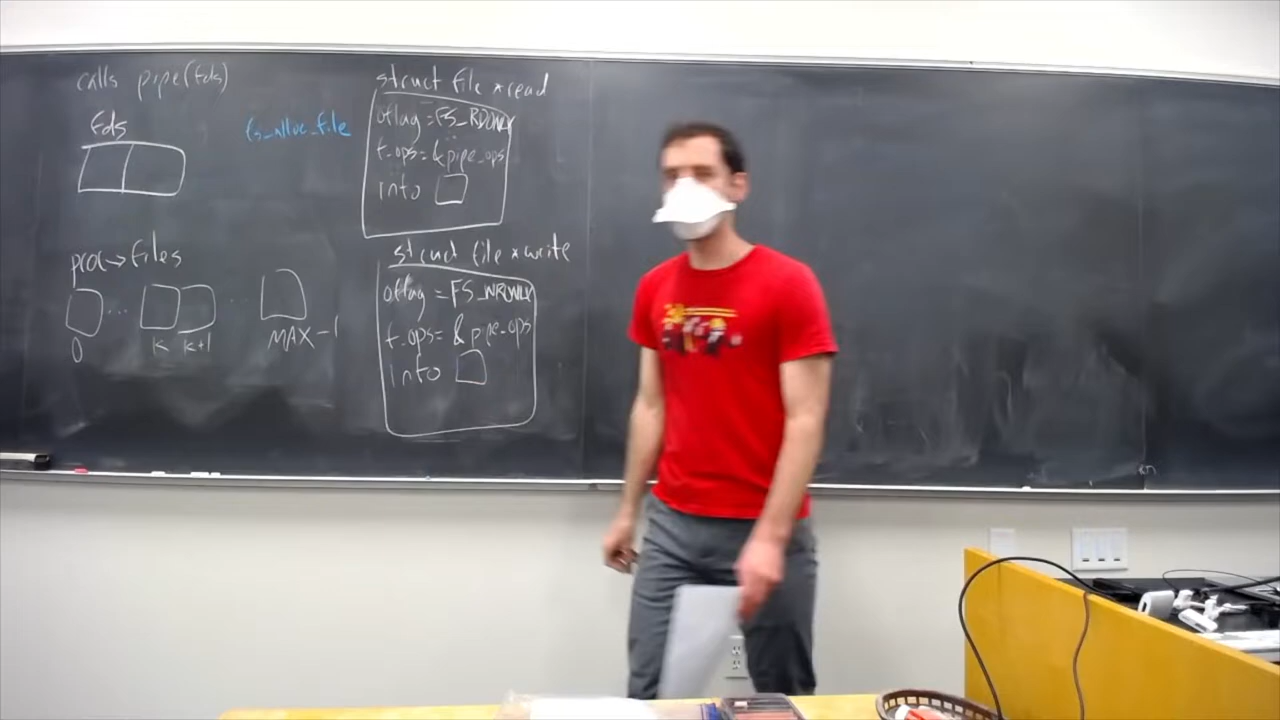 calls pipe(fds)
fds
fs_alloc_file
struct file *read
oflag = FS_RDONLY
f_ops = &pipe_ops
info
struct file *write
oflag = FS_WRONLY
f_ops = & pipe_ops
info
proc→files
... ...
0 k k+1 MAX-1